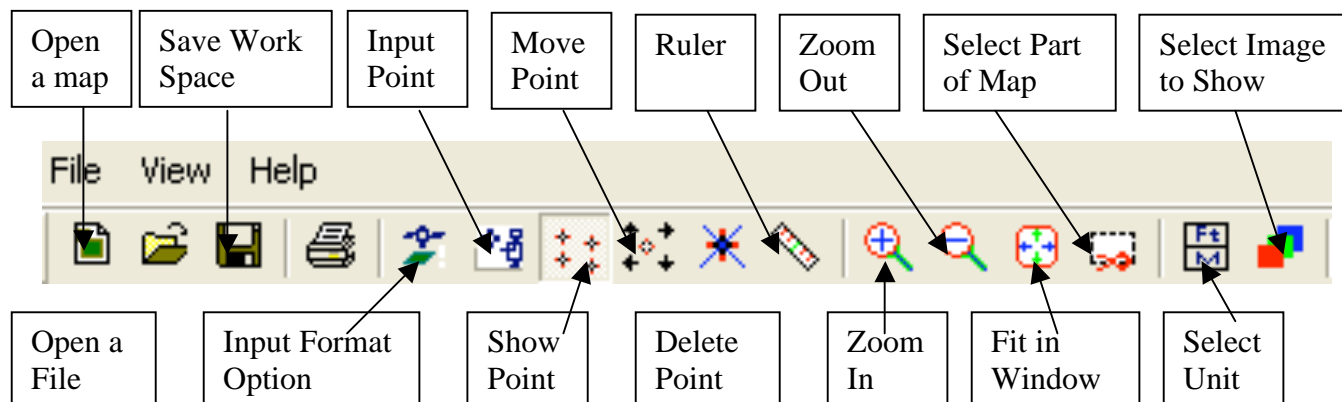 Open
a map
Save Work
Space
Input
Point
Move
Point
Ruler
Zoom
Out
Select Part
of Map
Select Image
to Show
File View Help
Ft
M
Open a
File
Input Format
Option
Show
Point
Delete
Point
Zoom
In
Fit in
Window
Select
Unit